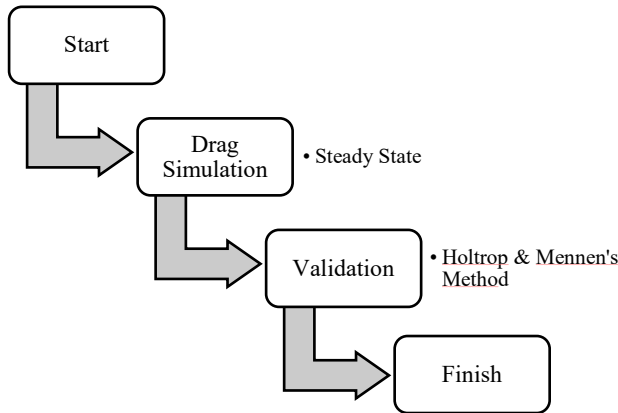 Start
Drag
Simulation
• Steady State
Validation
• Holtrop & Mennen's
Method
Finish